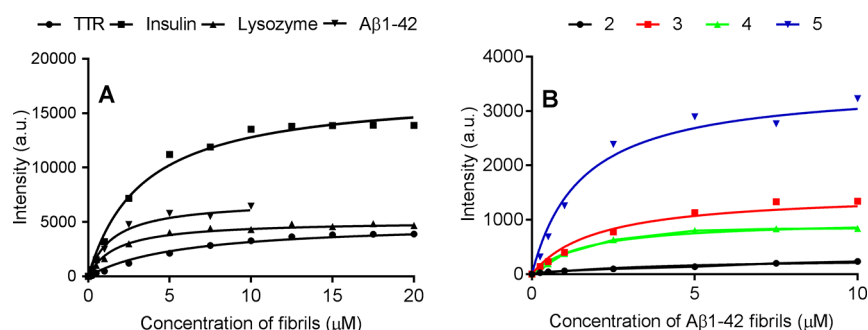 TTR Insulin Lysozyme Aβ1-42
A
Intensity (a.u.)
20000
15000
10000
5000
0
0 5 10 15 20
Concentration of fibrils (μM)
2 3 4 5
B
Intensity (a.u.)
4000
3000
2000
1000
0
0 5 10
Concentration of Aβ1-42 fibrils (μM)